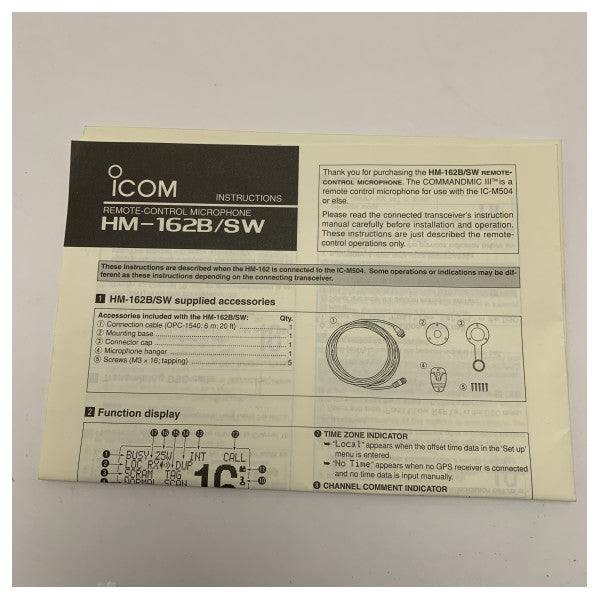 ICOM
INSTRUCTIONS
REMOTE-CONTROL MICROPHONE
HM-162B/SW
Thank you for purchasing the HM-162B/SW REMOTE-
CONTROL MICROPHONE. The COMMANDMIC III™ is a
remote control microphone for use with the IC-M504
or else.
Please read the connected transceiver's instruction
manual carefully before installation and operation.
These instructions are just described the remote-
control operations only.
These instructions are described when the HM-162 is connected to the IC-M504. Some operations or indications may be dif-
ferent as these instructions depending on the connecting transceiver.
1 HM-162B/SW supplied accessories
Accessories included with the HM-162B/SW: Qty.
① Connection cable (OPC-1540; 6 m; 20 ft) 1
② Mounting base 1
③ Connector cap 1
④ Microphone hanger 1
⑤ Screws (M3 × 16; tapping) 5
① ② ③
④ ⑤
2 Function display
BUSY 25W INT CALL
LOC RX DUP
SCRAM TAG
NORMAL SCAN
16
⑦ TIME ZONE INDICATOR
➥ "Local" appears when the offset time data in the 'Set up'
menu is entered.
➥ "No Time" appears when no GPS receiver is connected
and no time data is input manually.
⑧ CHANNEL COMMENT INDICATOR